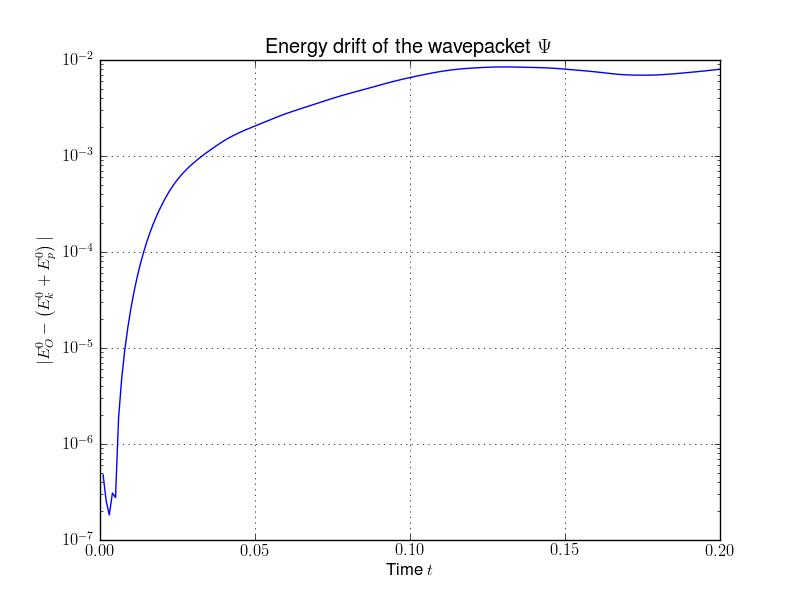 Energy drift of the wavepacket Ψ
10⁻²
10⁻³
10⁻⁴
10⁻⁵
10⁻⁶
10⁻⁷
|E_O^0 − (E_k^0 + E_p^0) |
0.00 0.05 0.10 0.15 0.20
Time t